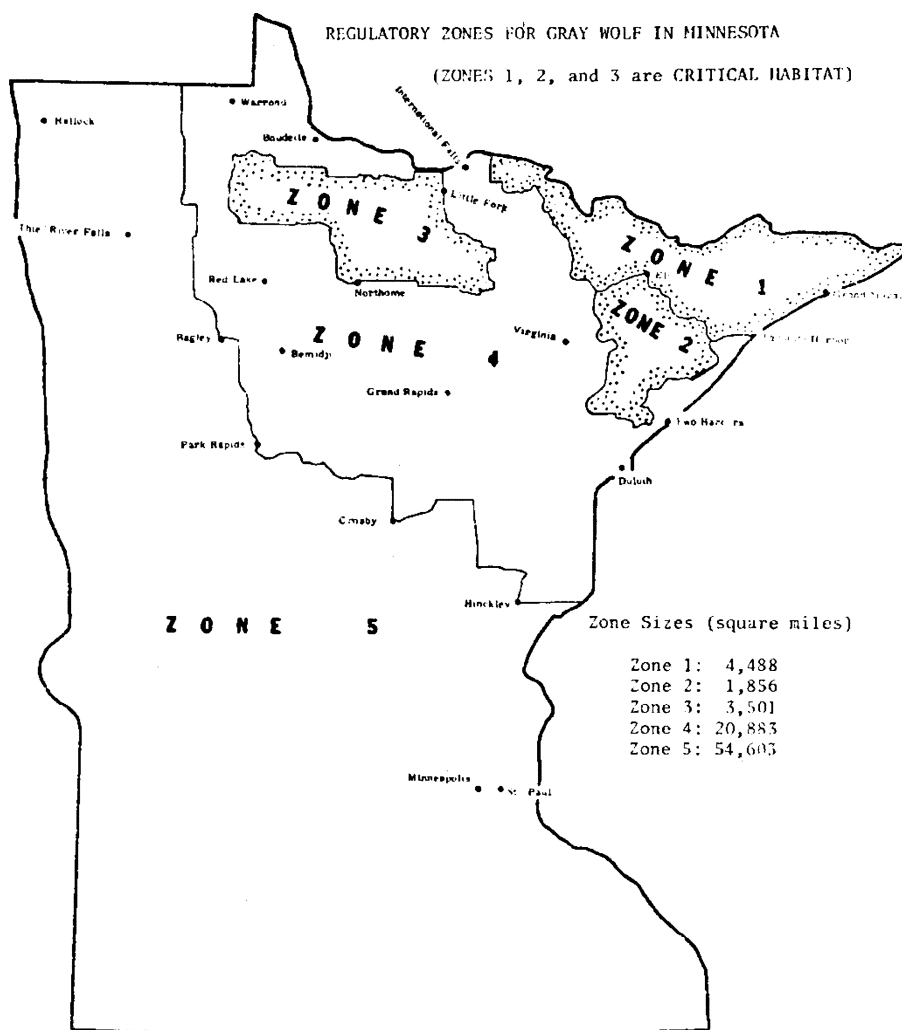 REGULATORY ZONES FOR GRAY WOLF IN MINNESOTA
(ZONES 1, 2, and 3 are CRITICAL HABITAT)
Warroad
Hallock
International Falls
Baudette
ZONE 3
Little Fork
Thief River Falls
ZONE 1
Red Lake
Northome
ZONE 2
Virginia
Bagley
ZONE 4
Bemidji
Grand Rapids
Two Harbors
Park Rapids
Duluth
Hinckley
ZONE 5
Zone Sizes (square miles)
Zone 1: 4,488
Zone 2: 1,856
Zone 3: 3,501
Zone 4: 20,883
Zone 5: 54,603
Minneapolis
St. Paul